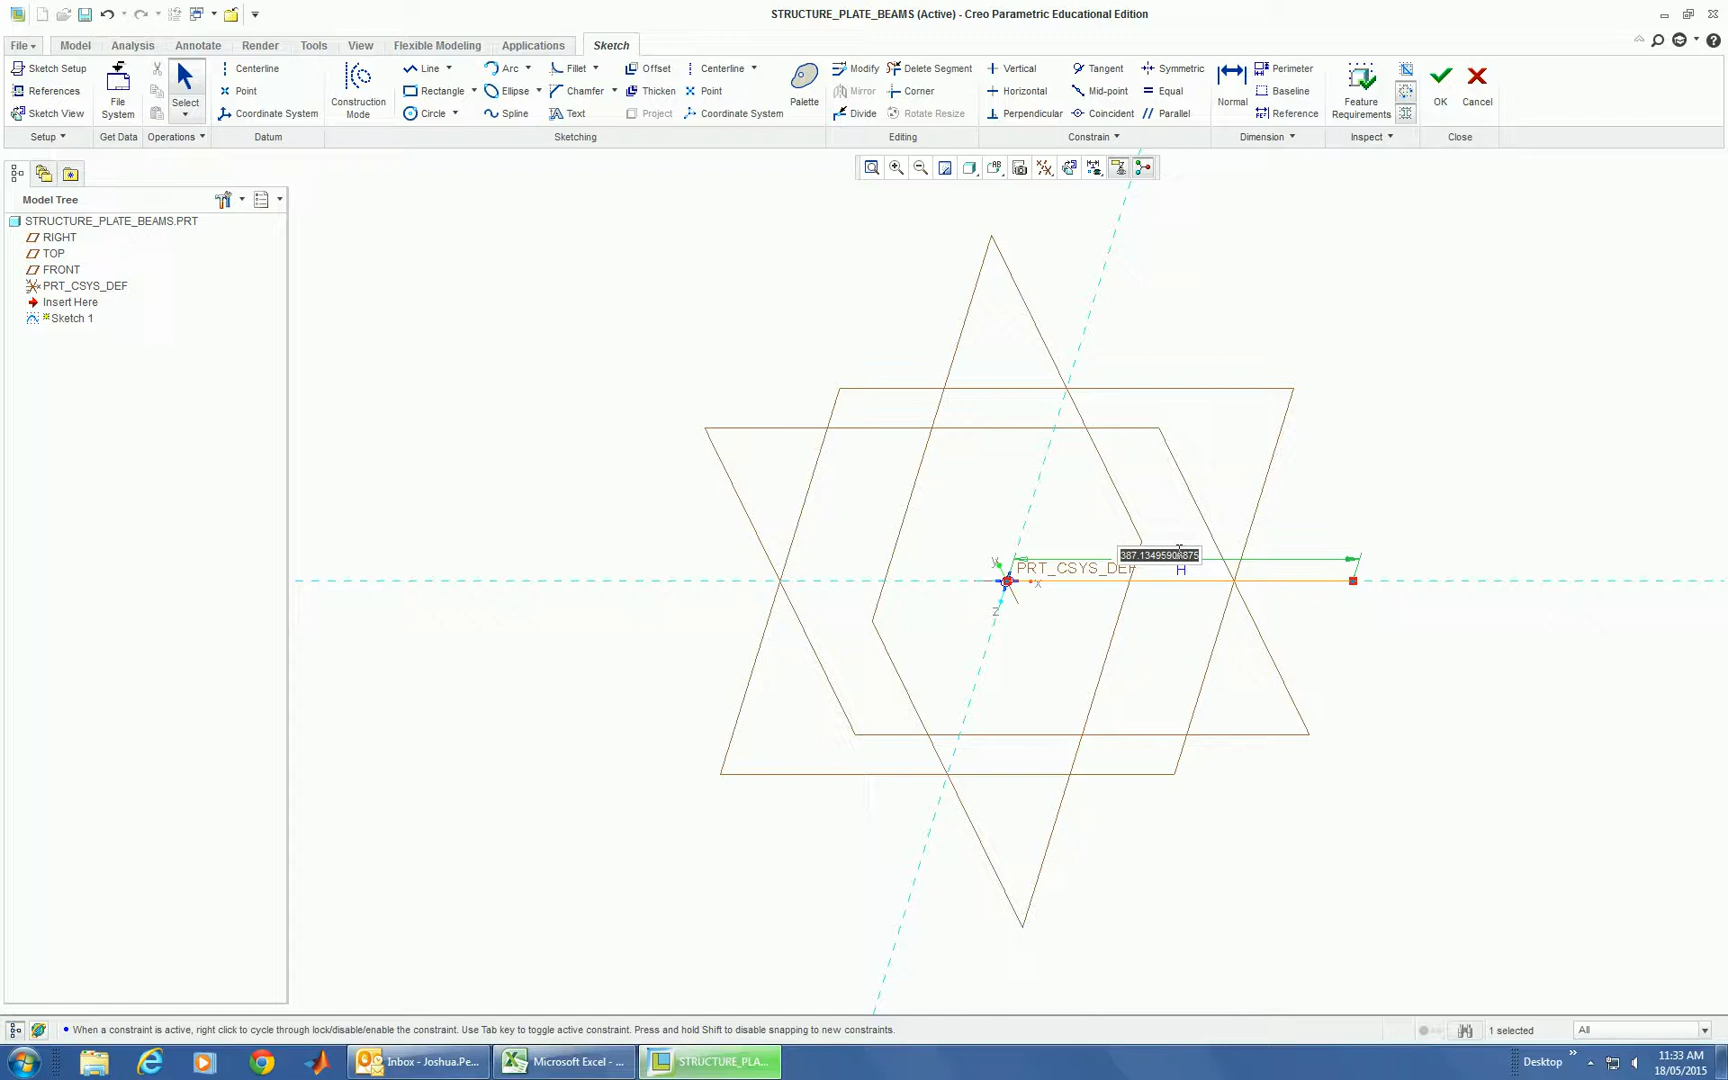 STRUCTURE_PLATE_BEAMS (Active) - Creo Parametric Educational Edition
File Model Analysis Annotate Render Tools View Flexible Modeling Applications Sketch
Sketch Setup Centerline Line Arc Fillet Offset Centerline Modify Delete Segment Vertical Tangent Symmetric Perimeter
References Point Rectangle Ellipse Chamfer Thicken Point Mirror Corner Horizontal Mid-point Equal Baseline
Sketch View File System Select Coordinate System Construction Mode Circle Spline Text Project Coordinate System Palette Divide Rotate Resize Perpendicular Coincident Parallel Normal Reference Feature Requirements OK Cancel
Setup Get Data Operations Datum Sketching Editing Constrain Dimension Inspect Close
Model Tree
STRUCTURE_PLATE_BEAMS.PRT
RIGHT
TOP
FRONT
PRT_CSYS_DEF
Insert Here
Sketch 1
y
PRT_CSYS_DEF
H
x
z
When a constraint is active, right click to cycle through lock/disable/enable the constraint. Use Tab key to toggle active constraint. Press and hold Shift to disable snapping to new constraints.
1 selected
All
Inbox - Joshua.Pe...
Microsoft Excel - ...
STRUCTURE_PLA...
Desktop
11:33 AM
18/05/2015